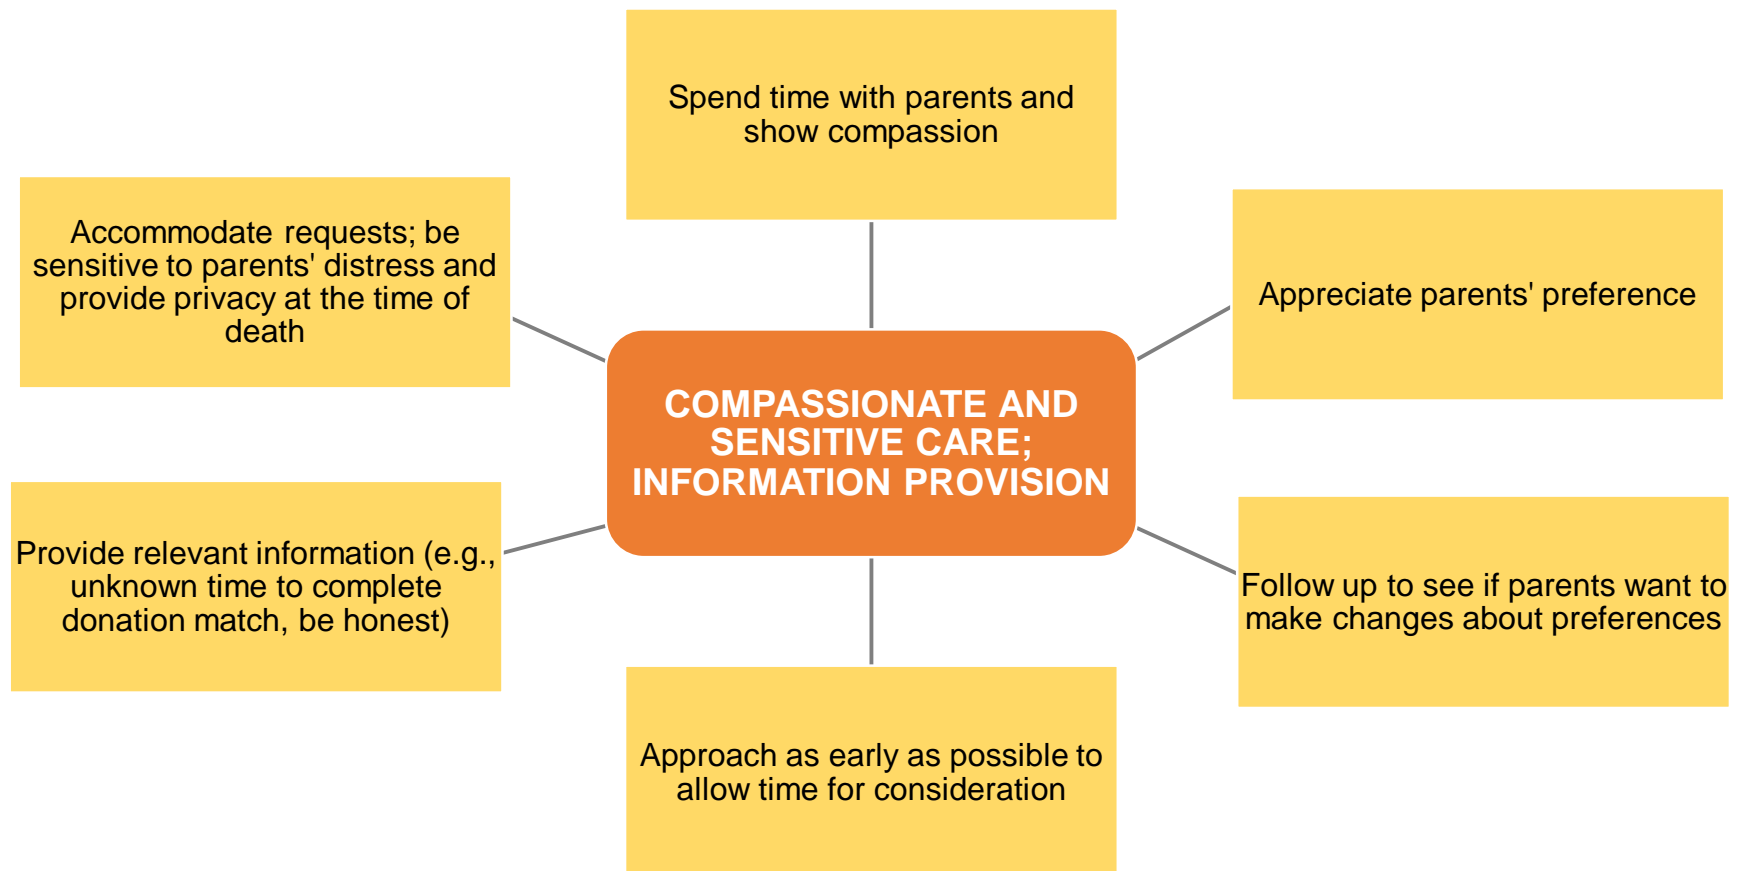 Spend time with parents and
show compassion
Accommodate requests; be
sensitive to parents' distress and
provide privacy at the time of
death
Appreciate parents' preference
COMPASSIONATE AND
SENSITIVE CARE;
INFORMATION PROVISION
Provide relevant information (e.g.,
unknown time to complete
donation match, be honest)
Follow up to see if parents want to
make changes about preferences
Approach as early as possible to
allow time for consideration